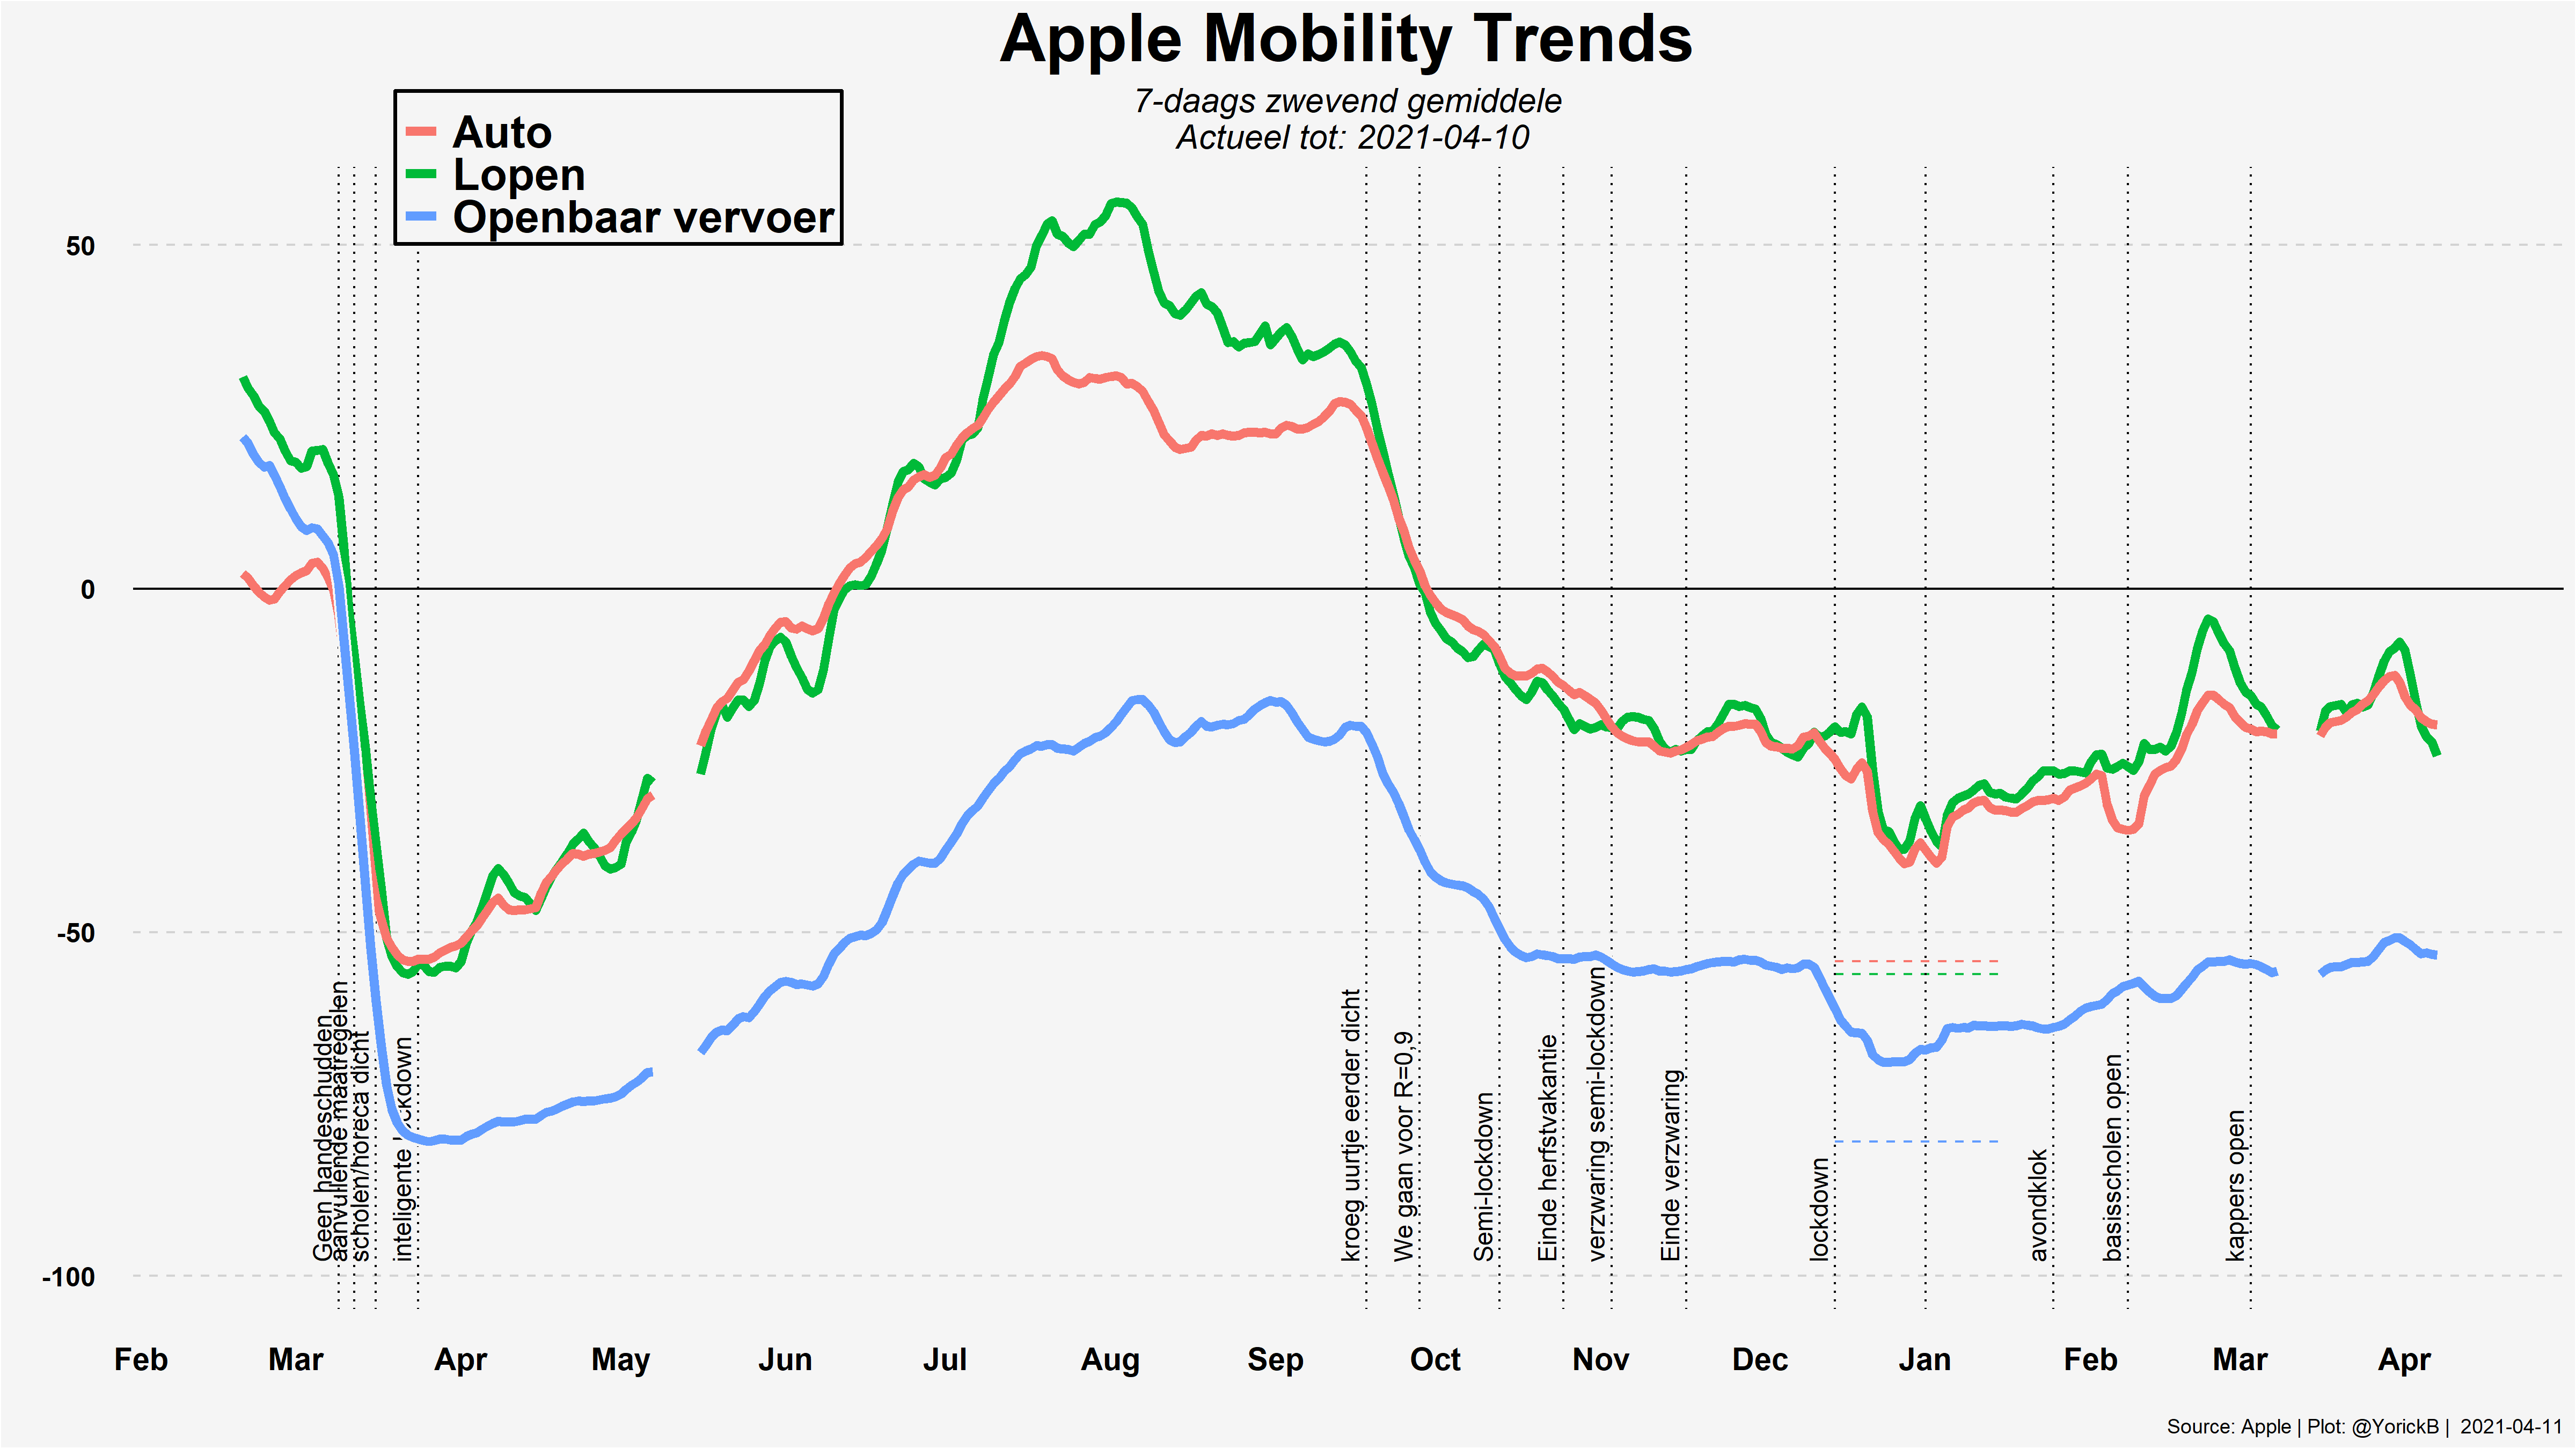 Apple Mobility Trends
7-daags zwevend gemiddele
Actueel tot: 2021-04-10
Auto
Lopen
Openbaar vervoer
50
0
-50
-100
Geen handeschudden
aanvullende maatregelen
scholen/horeca dicht
inteligente ckdown
kroeg uurtje eerder dicht
We gaan voor R=0,9
Semi-lockdown
Einde herfstvakantie
verzwaring semi-lockdown
Einde verzwaring
lockdown
avondklok
basisscholen open
kappers open
Feb Mar Apr May Jun Jul Aug Sep Oct Nov Dec Jan Feb Mar Apr
Source: Apple | Plot: @YorickB | 2021-04-11